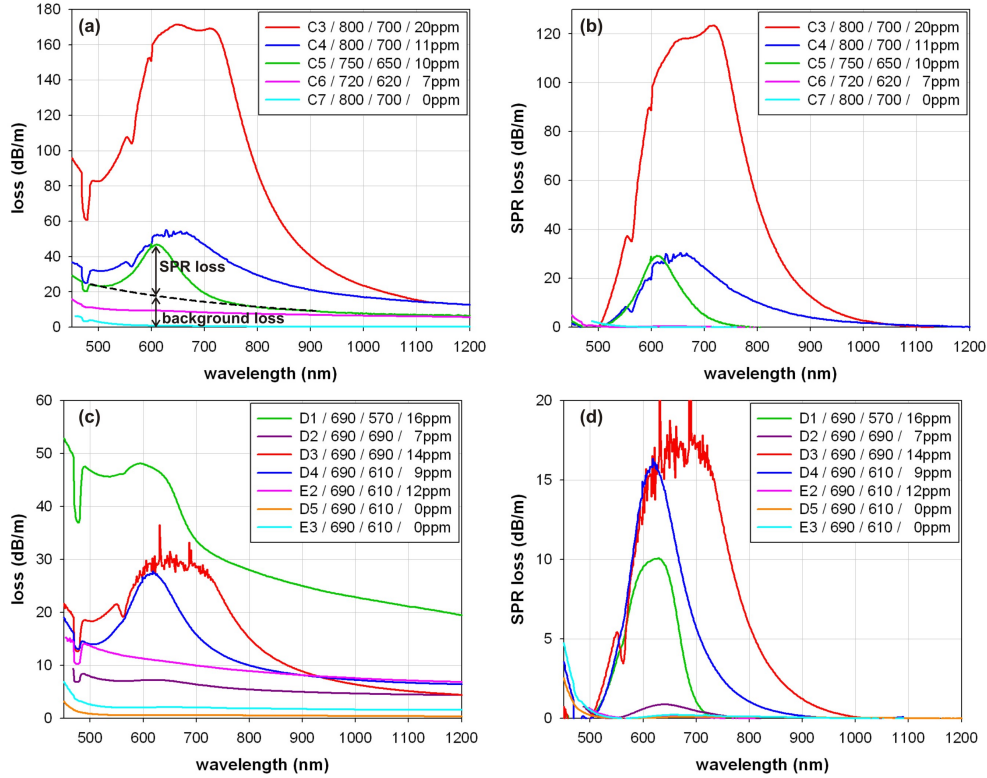 (a)
C3 / 800 / 700 / 20ppm
C4 / 800 / 700 / 11ppm
C5 / 750 / 650 / 10ppm
C6 / 720 / 620 / 7ppm
C7 / 800 / 700 / 0ppm
180
160
140
120
100
80
60
40
20
0
loss (dB/m)
SPR loss
background loss
500 600 700 800 900 1000 1100 1200
wavelength (nm)
(b)
C3 / 800 / 700 / 20ppm
C4 / 800 / 700 / 11ppm
C5 / 750 / 650 / 10ppm
C6 / 720 / 620 / 7ppm
C7 / 800 / 700 / 0ppm
120
100
80
60
40
20
0
SPR loss (dB/m)
500 600 700 800 900 1000 1100 1200
wavelength (nm)
(c)
D1 / 690 / 570 / 16ppm
D2 / 690 / 690 / 7ppm
D3 / 690 / 690 / 14ppm
D4 / 690 / 610 / 9ppm
E2 / 690 / 610 / 12ppm
D5 / 690 / 610 / 0ppm
E3 / 690 / 610 / 0ppm
60
50
40
30
20
10
0
loss (dB/m)
500 600 700 800 900 1000 1100 1200
wavelength (nm)
(d)
D1 / 690 / 570 / 16ppm
D2 / 690 / 690 / 7ppm
D3 / 690 / 690 / 14ppm
D4 / 690 / 610 / 9ppm
E2 / 690 / 610 / 12ppm
D5 / 690 / 610 / 0ppm
E3 / 690 / 610 / 0ppm
20
15
10
5
0
SPR loss (dB/m)
500 600 700 800 900 1000 1100 1200
wavelength (nm)